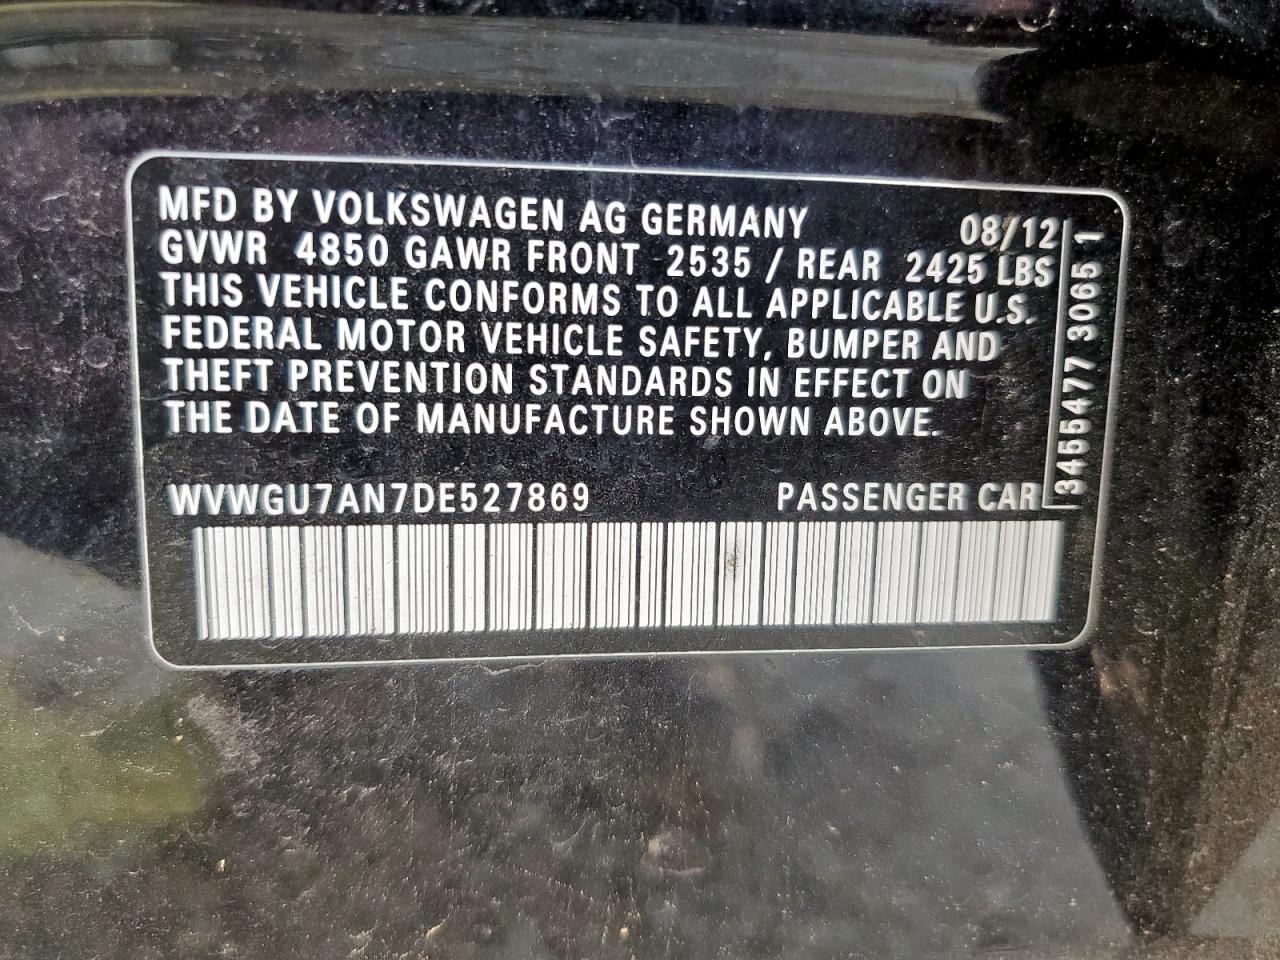 MFD BY VOLKSWAGEN AG GERMANY 08/12
GVWR 4850 GAWR FRONT 2535 / REAR 2425 LBS
THIS VEHICLE CONFORMS TO ALL APPLICABLE U.S.
FEDERAL MOTOR VEHICLE SAFETY, BUMPER AND
THEFT PREVENTION STANDARDS IN EFFECT ON
THE DATE OF MANUFACTURE SHOWN ABOVE.
WVWGU7AN7DE527869 PASSENGER CAR
3455477 3065 1